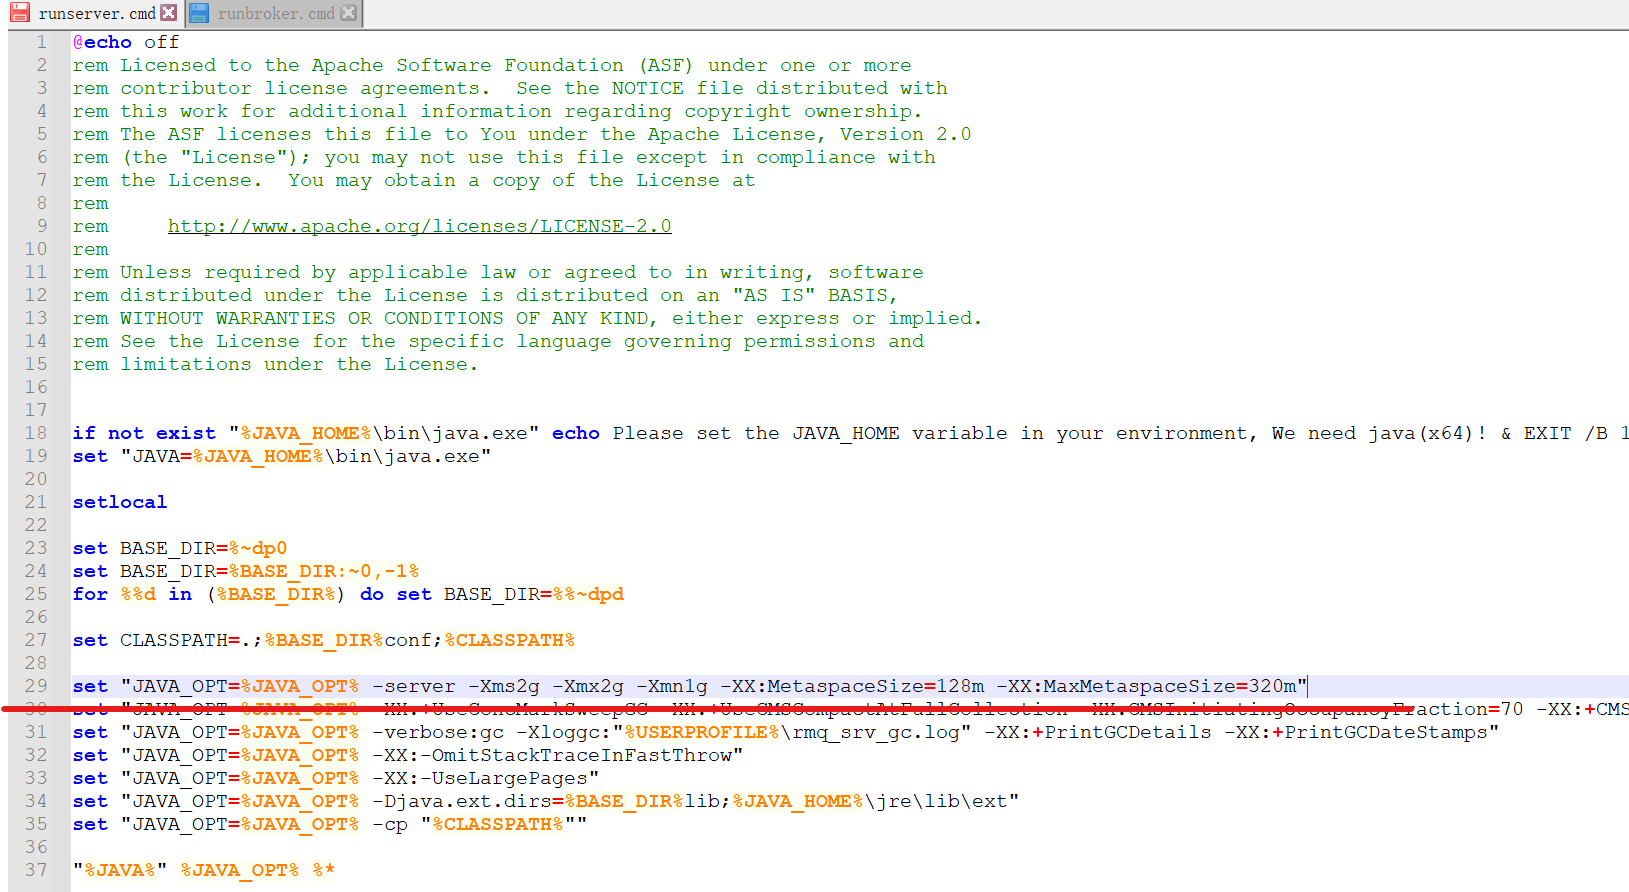 runserver.cmd runbroker.cmd
1 @echo off
2 rem Licensed to the Apache Software Foundation (ASF) under one or more
3 rem contributor license agreements.  See the NOTICE file distributed with
4 rem this work for additional information regarding copyright ownership.
5 rem The ASF licenses this file to You under the Apache License, Version 2.0
6 rem (the "License"); you may not use this file except in compliance with
7 rem the License.  You may obtain a copy of the License at
8 rem
9 rem     http://www.apache.org/licenses/LICENSE-2.0
10 rem
11 rem Unless required by applicable law or agreed to in writing, software
12 rem distributed under the License is distributed on an "AS IS" BASIS,
13 rem WITHOUT WARRANTIES OR CONDITIONS OF ANY KIND, either express or implied.
14 rem See the License for the specific language governing permissions and
15 rem limitations under the License.
16
17
18 if not exist "%JAVA_HOME%\bin\java.exe" echo Please set the JAVA_HOME variable in your environment, We need java(x64)! & EXIT /B 1
19 set "JAVA=%JAVA_HOME%\bin\java.exe"
20
21 setlocal
22
23 set BASE_DIR=%~dp0
24 set BASE_DIR=%BASE_DIR:~0,-1%
25 for %%d in (%BASE_DIR%) do set BASE_DIR=%%~dpd
26
27 set CLASSPATH=.;%BASE_DIR%conf;%CLASSPATH%
28
29 set "JAVA_OPT=%JAVA_OPT% -server -Xms2g -Xmx2g -Xmn1g -XX:MetaspaceSize=128m -XX:MaxMetaspaceSize=320m"
30 set "JAVA_OPT=%JAVA_OPT% -XX:+UseConcMarkSweepGC -XX:+UseCMSCompactAtFullCollection -XX:CMSInitiatingOccupancyFraction=70 -XX:+CMS
31 set "JAVA_OPT=%JAVA_OPT% -verbose:gc -Xloggc:"%USERPROFILE%\rmq_srv_gc.log" -XX:+PrintGCDetails -XX:+PrintGCDateStamps"
32 set "JAVA_OPT=%JAVA_OPT% -XX:-OmitStackTraceInFastThrow"
33 set "JAVA_OPT=%JAVA_OPT% -XX:-UseLargePages"
34 set "JAVA_OPT=%JAVA_OPT% -Djava.ext.dirs=%BASE_DIR%lib;%JAVA_HOME%\jre\lib\ext"
35 set "JAVA_OPT=%JAVA_OPT% -cp "%CLASSPATH%""
36
37 "%JAVA%" %JAVA_OPT% %*